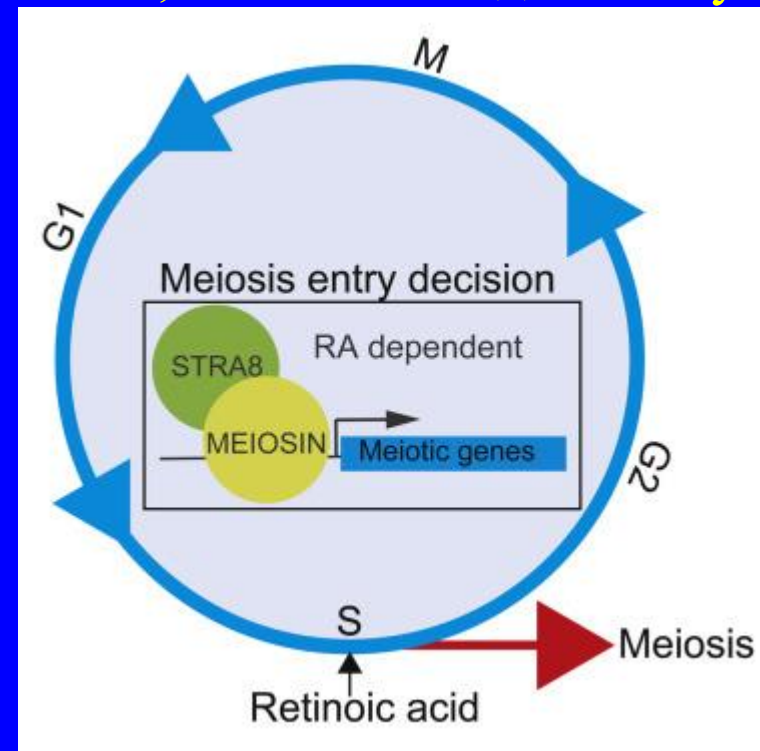 M
G1
Meiosis entry decision
STRA8
RA dependent
MEIOSIN
Meiotic genes
G2
S
Meiosis
Retinoic acid